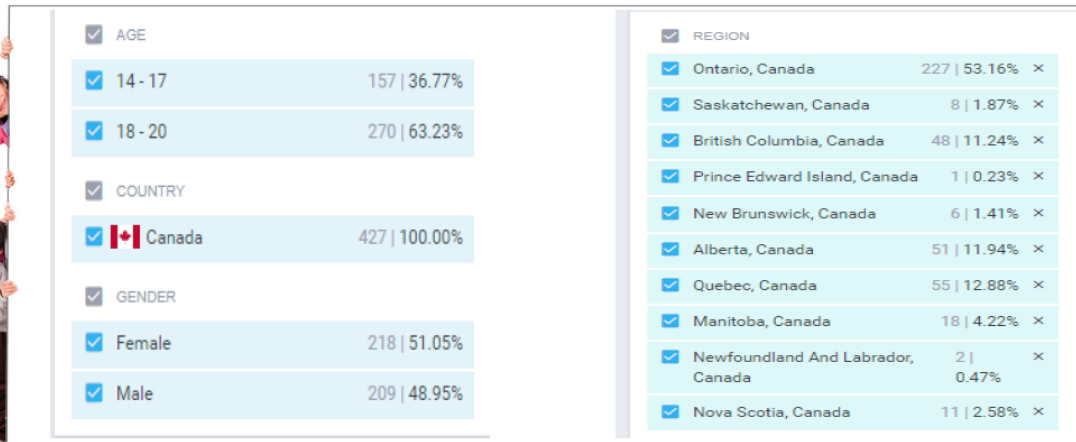 AGE
14 - 17 157 | 36.77%
18 - 20 270 | 63.23%
COUNTRY
Canada 427 | 100.00%
GENDER
Female 218 | 51.05%
Male 209 | 48.95%
REGION
Ontario, Canada 227 | 53.16% ×
Saskatchewan, Canada 8 | 1.87% ×
British Columbia, Canada 48 | 11.24% ×
Prince Edward Island, Canada 1 | 0.23% ×
New Brunswick, Canada 6 | 1.41% ×
Alberta, Canada 51 | 11.94% ×
Quebec, Canada 55 | 12.88% ×
Manitoba, Canada 18 | 4.22% ×
Newfoundland And Labrador, 2 | ×
Canada 0.47%
Nova Scotia, Canada 11 | 2.58% ×